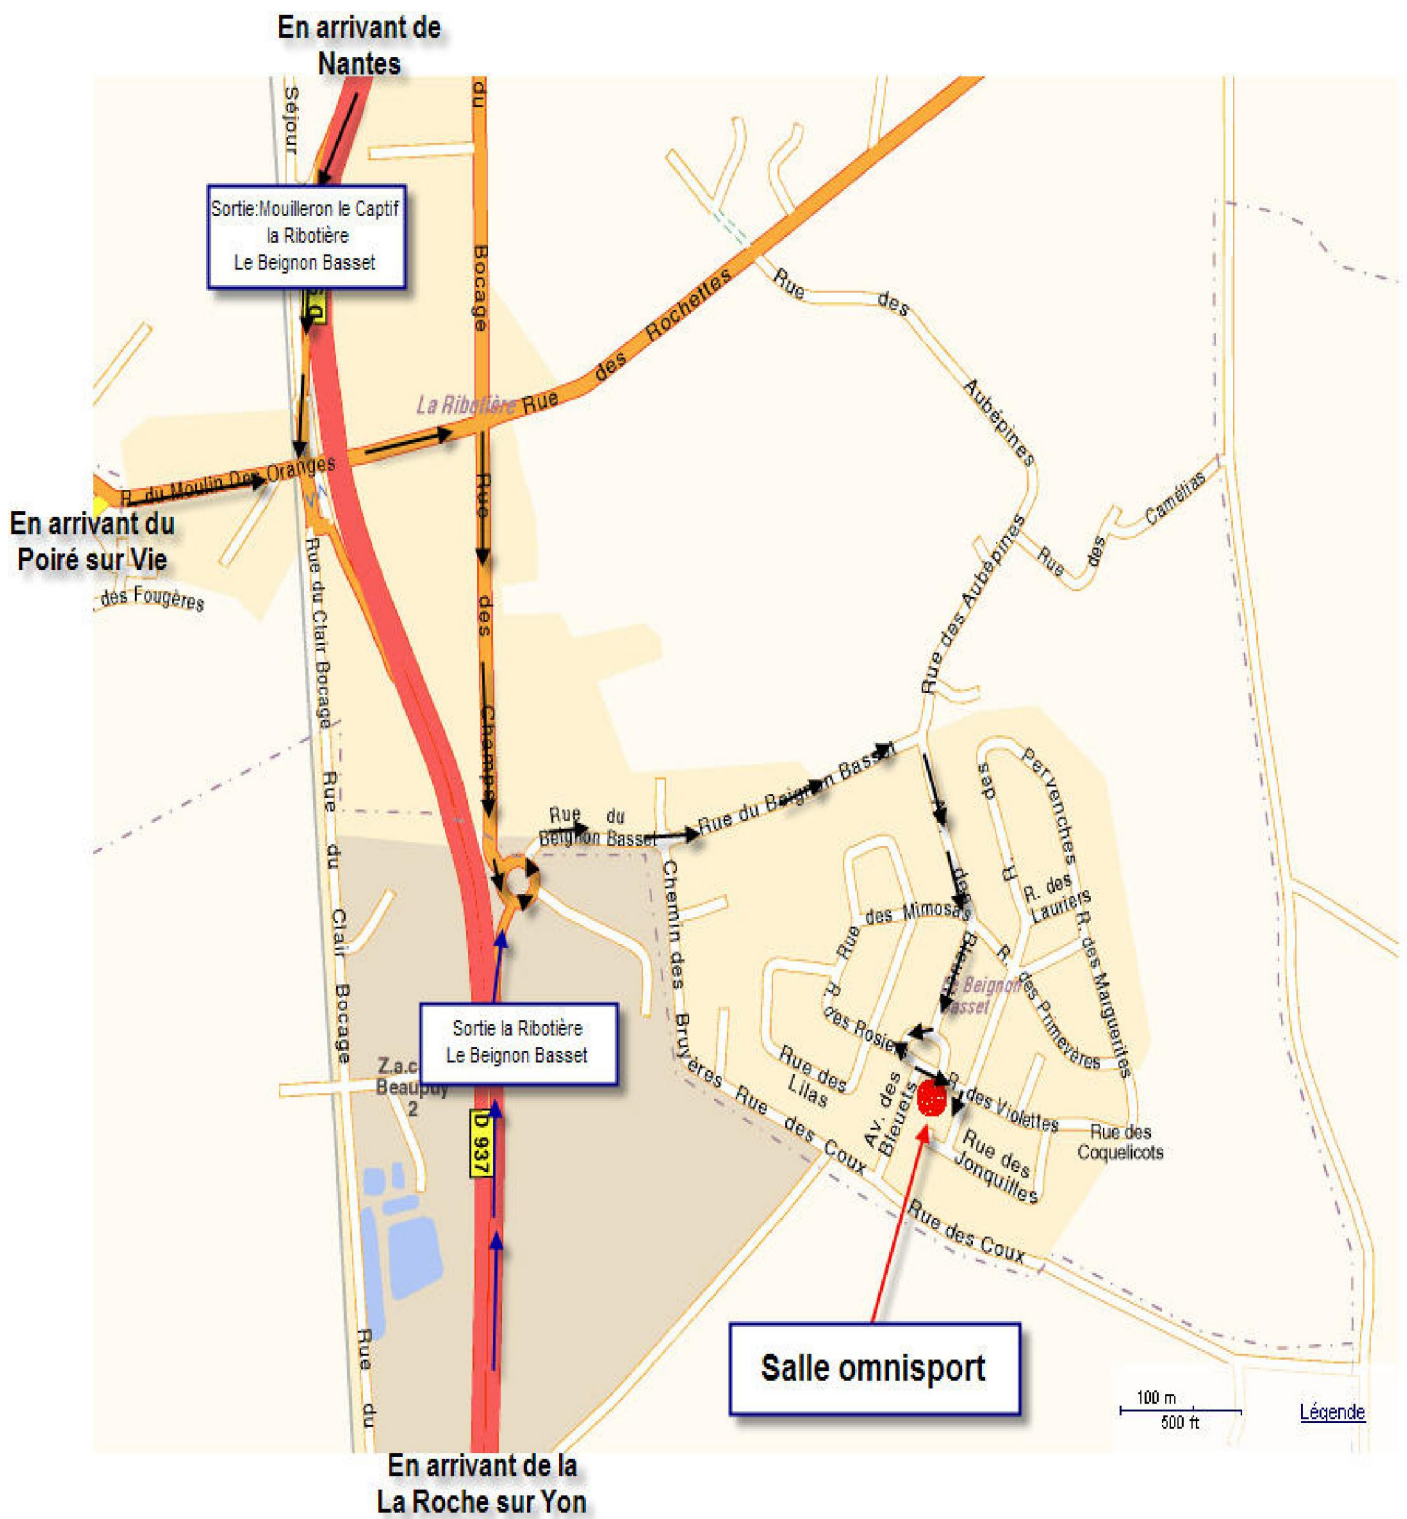 En arrivant de
Nantes
Séjour
du
Sortie:Mouilleron le Captif
la Ribotière
Le Beignon Basset
Bocage
Rue
des
Rochettes
Rue
des
Aubépines
La Ribotière
R. du Moulin Des Oranges
En arrivant du
Poiré sur Vie
des Fougères
Rue
des
Champs
Rue
des
Camélias
Rue des Aubépines
Rue du Clair Bocage
Rue
du
Clair
Bocage
Rue
du
Rue du
Beignon Basset
Rue du Beignon Basset
des
Pervenches
R.
R. des
Lauriers
R. des Marguerites
Chemin des Bruyères
Rue
des Mimosas
des
Bleuets
R. des Primevères
Le Beignon
Basset
R.
des Rosiers
Rue des
Lilas
Av. des
Bleuets
R. des Violettes
Rue des
Coquelicots
Rue des
Jonquilles
Rue des Coux
Rue des Coux
Sortie la Ribotière
Le Beignon Basset
Z.a.c
Beaupuy
2
D 937
Salle omnisport
100 m
500 ft
Légende
En arrivant de la
La Roche sur Yon